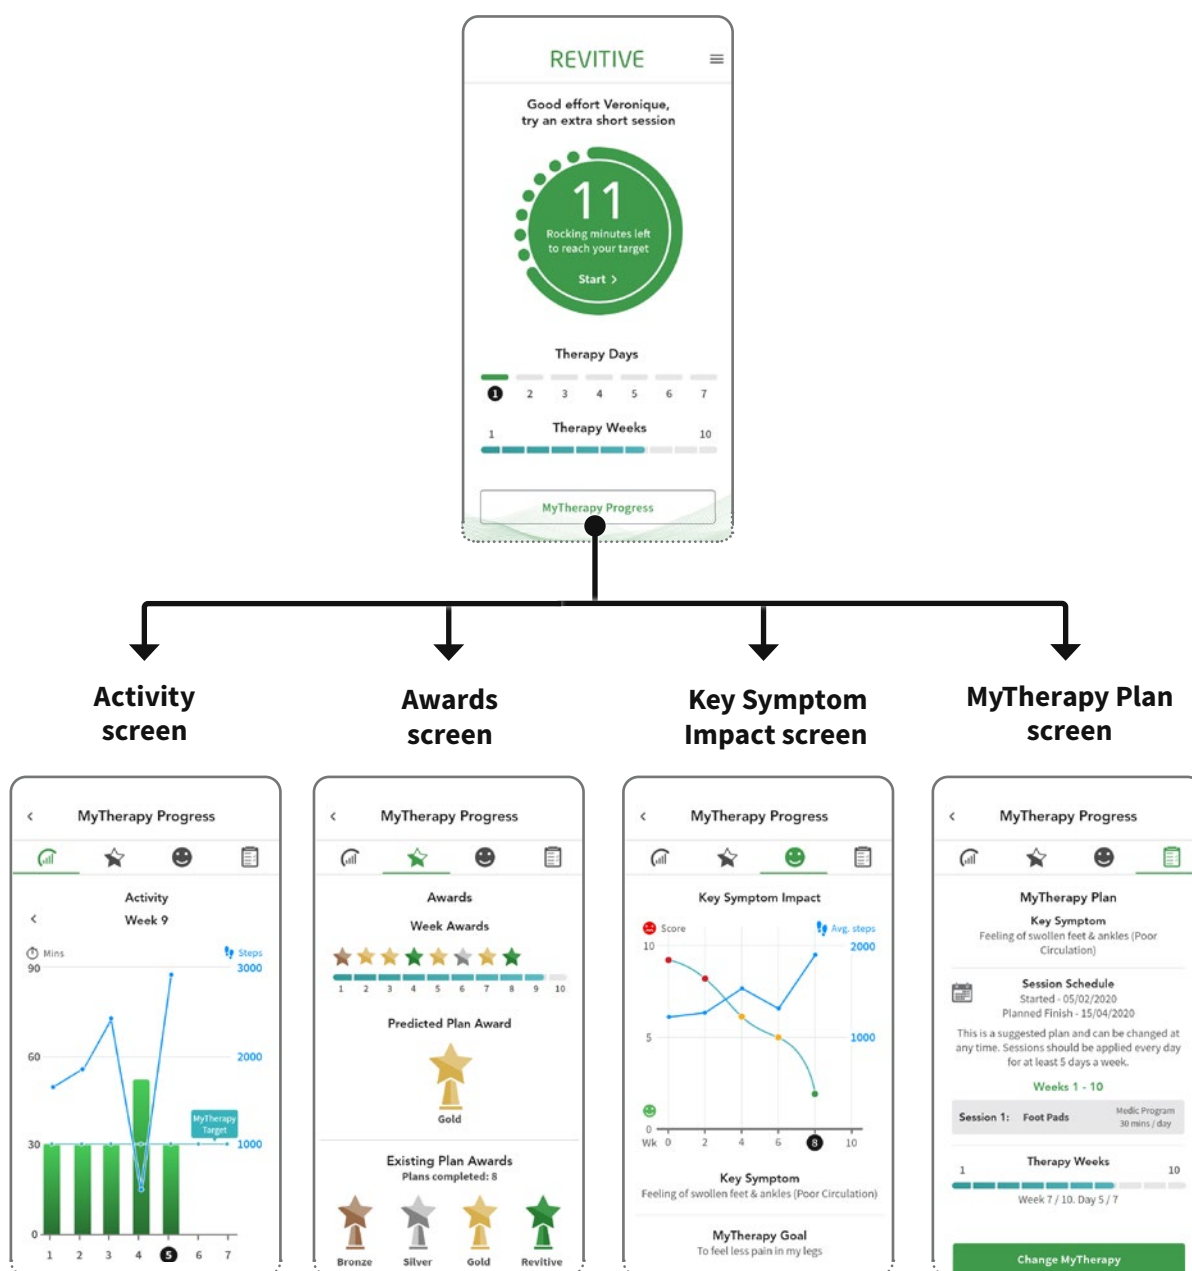 REVITIVE
Good effort Veronique,
try an extra short session
11
Rocking minutes left
to reach your target
Start >
Therapy Days
1 2 3 4 5 6 7
Therapy Weeks
1 10
MyTherapy Progress
Activity
screen
Awards
screen
Key Symptom
Impact screen
MyTherapy Plan
screen
MyTherapy Progress
Activity
Week 9
Mins Steps
90 3000
60 2000
MyTherapy
Target
30 1000
0
1 2 3 4 5 6 7
MyTherapy Progress
Awards
Week Awards
1 2 3 4 5 6 7 8 9 10
Predicted Plan Award
Gold
Existing Plan Awards
Plans completed: 8
Bronze Silver Gold Revitive
MyTherapy Progress
Key Symptom Impact
Score Avg. steps
10 2000
5 1000
0
Wk 0 2 4 6 8 10
Key Symptom
Feeling of swollen feet & ankles (Poor Circulation)
MyTherapy Goal
To feel less pain in my legs
MyTherapy Progress
MyTherapy Plan
Key Symptom
Feeling of swollen feet & ankles (Poor
Circulation)
Session Schedule
Started - 05/02/2020
Planned Finish - 15/04/2020
This is a suggested plan and can be changed at
any time. Sessions should be applied every day
for at least 5 days a week.
Weeks 1 - 10
Session 1: Foot Pads Medic Program
30 mins / day
Therapy Weeks
1 10
Week 7 / 10. Day 5 / 7
Change MyTherapy